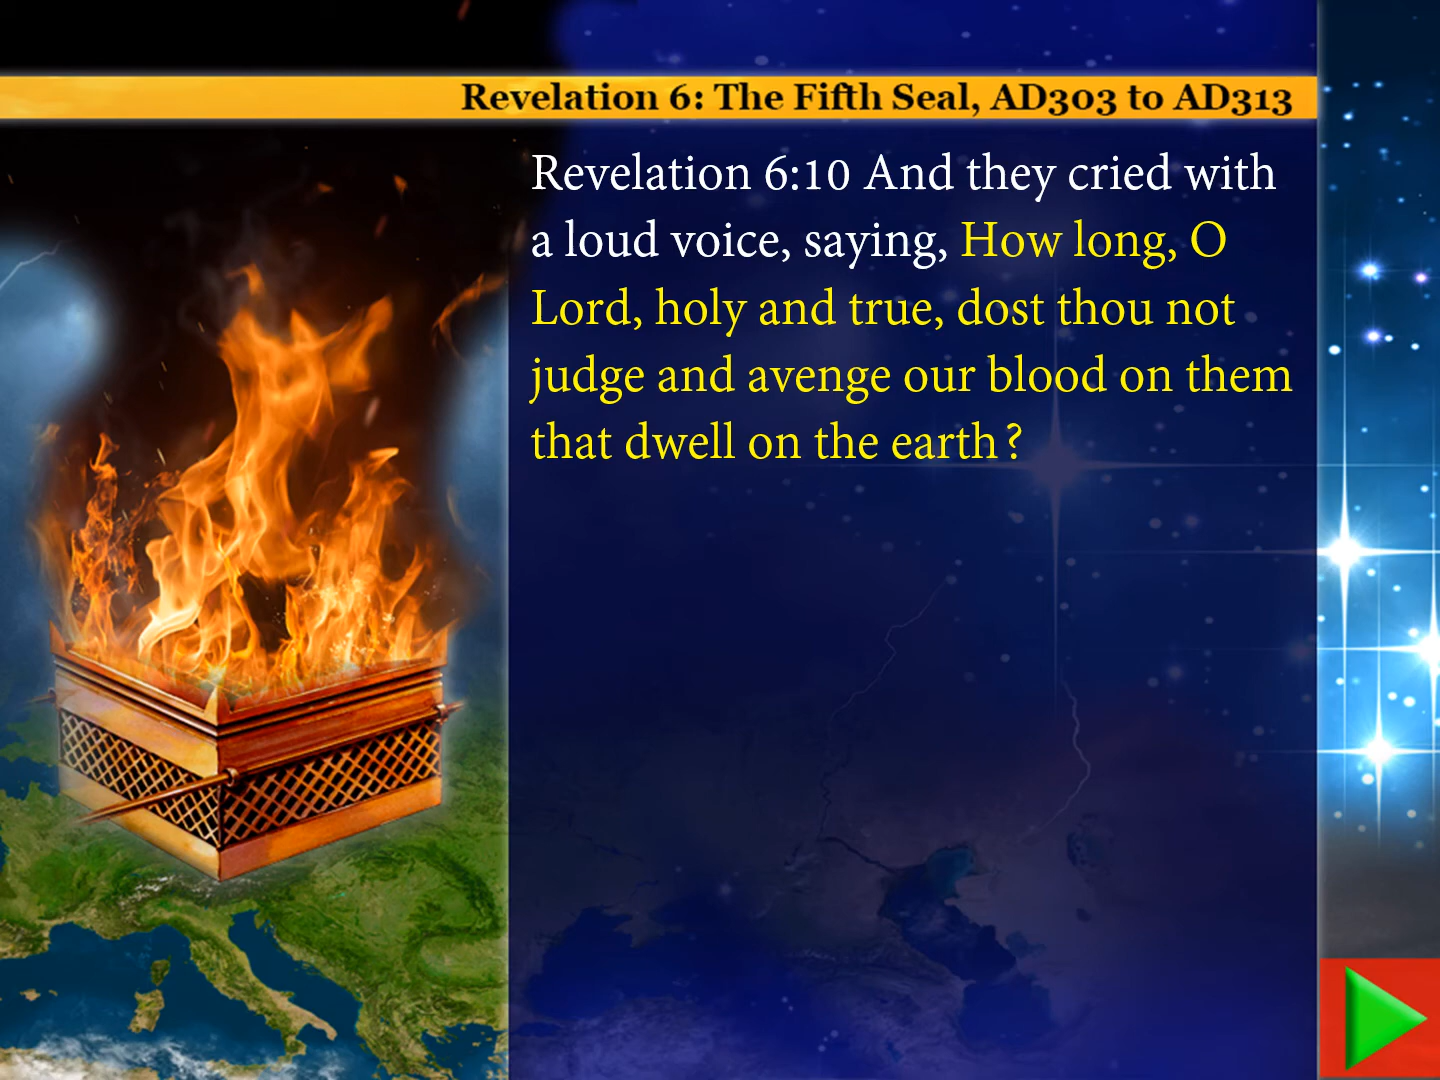 Revelation 6: The Fifth Seal, AD303 to AD313
Revelation 6:10 And they cried with
a loud voice, saying, How long, O
Lord, holy and true, dost thou not
judge and avenge our blood on them
that dwell on the earth?